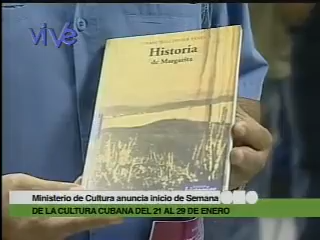 vive
Historia
de Margarita
Ministerio de Cultura anuncia inicio de Semana
DE LA CULTURA CUBANA DEL 21 AL 29 DE ENERO